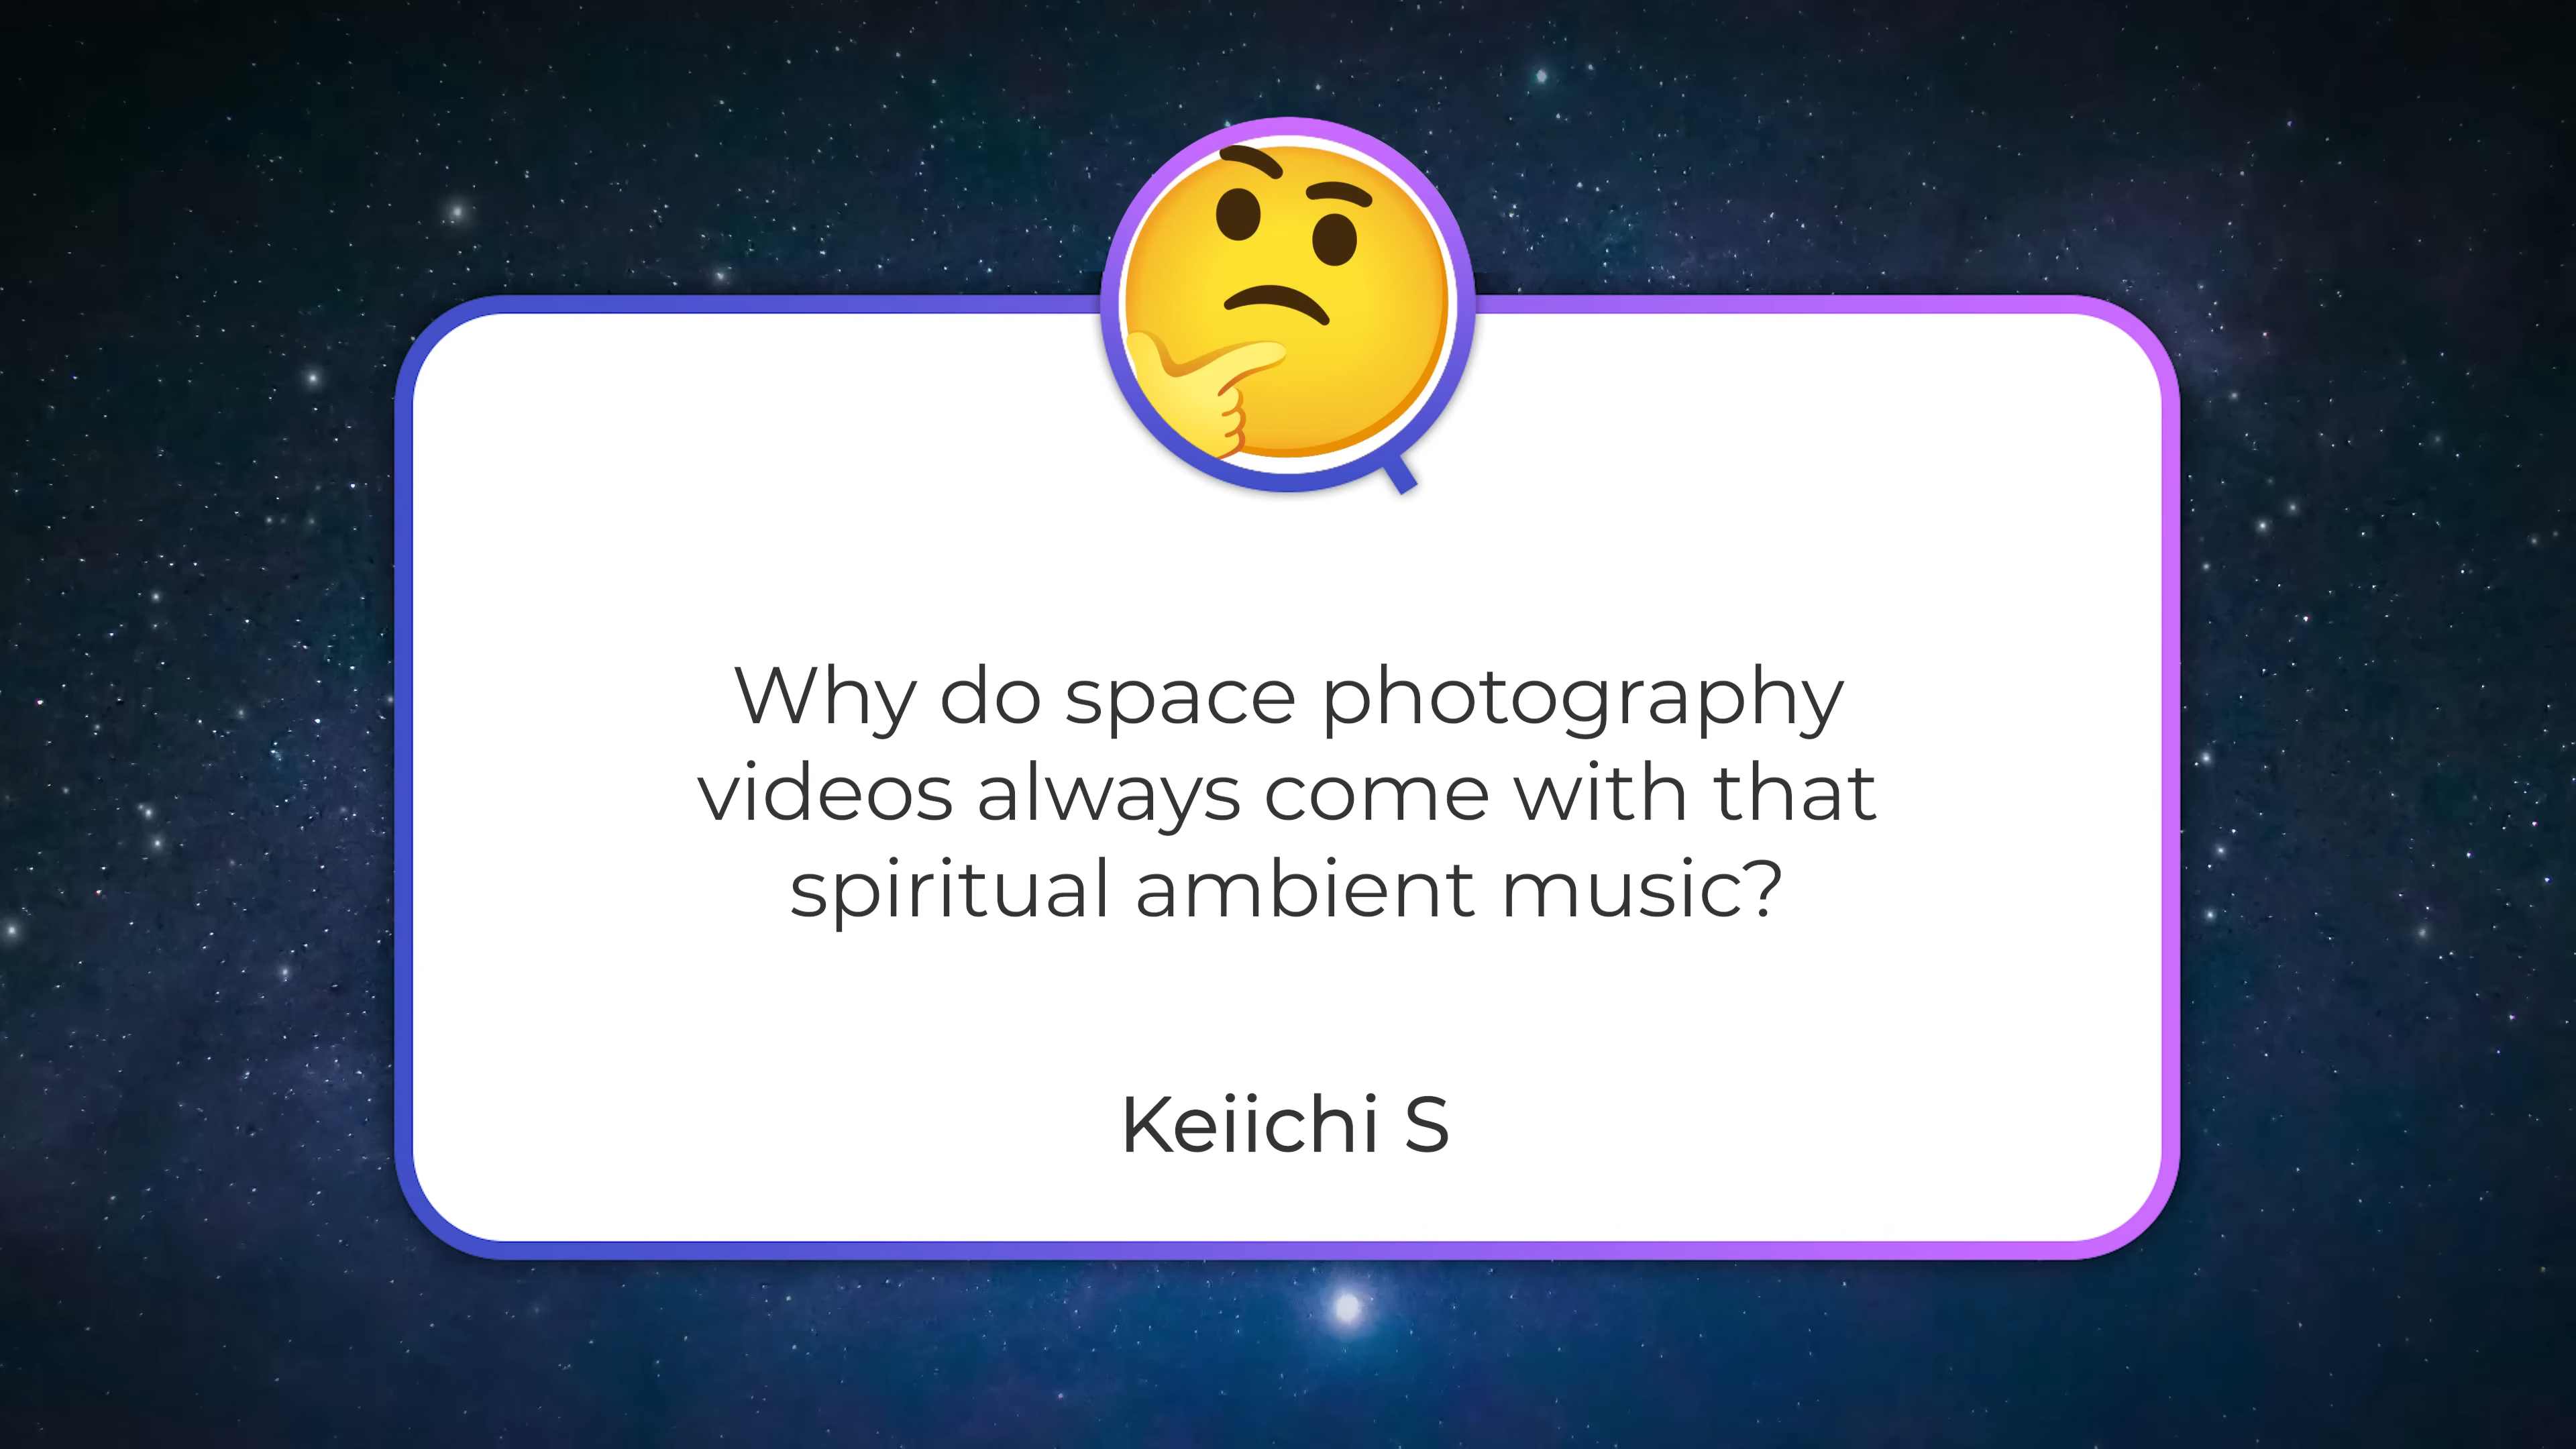 Why do space photography
videos always come with that
spiritual ambient music?
Keiichi S